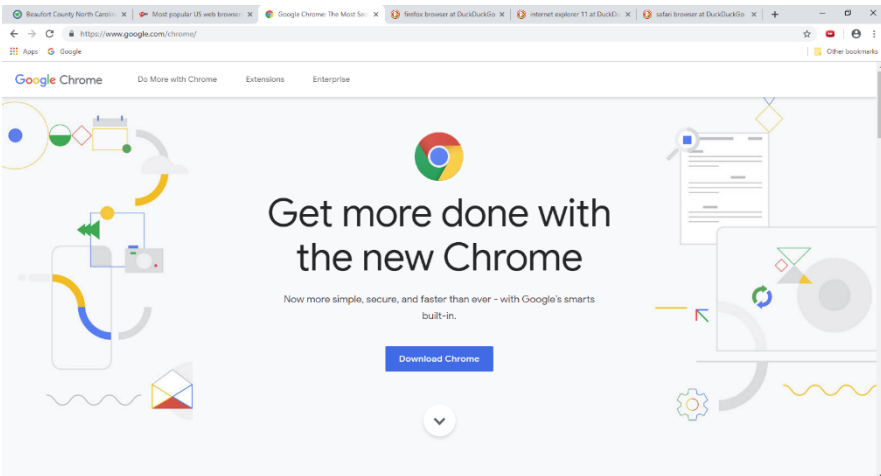 Beaufort County North Carolin
Most popular US web browser
Google Chrome: The Most Sec
firefox browser at DuckDuckGo
internet explorer 11 at DuckDu
safari browser at DuckDuckGo
https://www.google.com/chrome/
Apps
Google
Other bookmarks
Google Chrome
Do More with Chrome
Extensions
Enterprise
Get more done with
the new Chrome
Now more simple, secure, and faster than ever - with Google's smarts
built-in.
Download Chrome